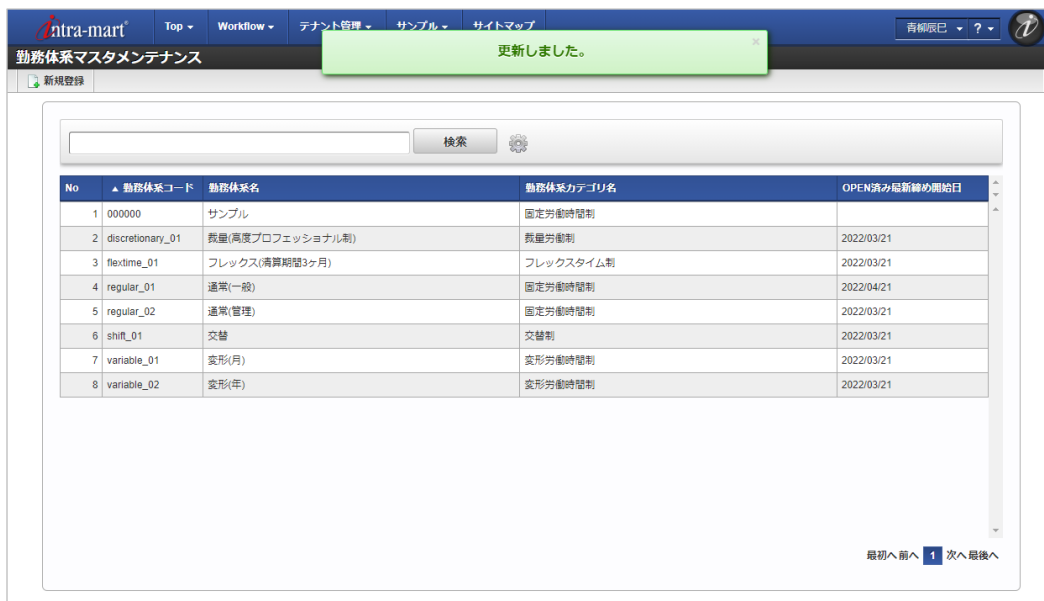 intra-mart Top Workflow テナント管理 サンプル サイトマップ 青柳辰巳 ?
更新しました。 ×
勤務体系マスタメンテナンス
新規登録
検索
No ▲ 勤務体系コード 勤務体系名 勤務体系カテゴリ名 OPEN済み最新締め開始日
1 000000 サンプル 固定労働時間制
2 discretionary_01 裁量(高度プロフェッショナル制) 裁量労働制 2022/03/21
3 flextime_01 フレックス(清算期間3ヶ月) フレックスタイム制 2022/03/21
4 regular_01 通常(一般) 固定労働時間制 2022/04/21
5 regular_02 通常(管理) 固定労働時間制 2022/03/21
6 shift_01 交替 交替制 2022/03/21
7 variable_01 変形(月) 変形労働時間制 2022/03/21
8 variable_02 変形(年) 変形労働時間制 2022/03/21
最初へ 前へ 1 次へ 最後へ